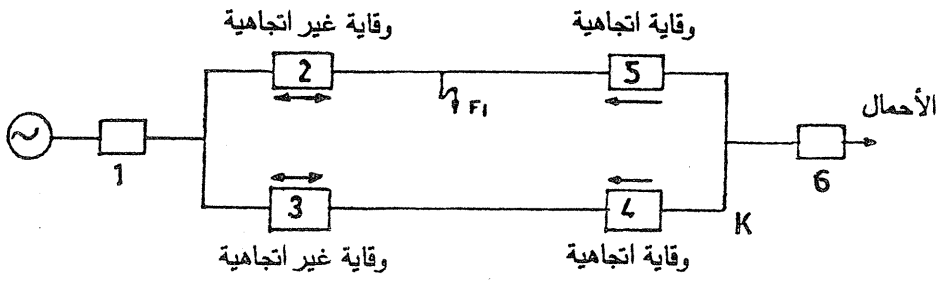 وقاية غير اتجاهية
وقاية اتجاهية
2
5
F1
الأحمال
1
6
3
4
K
وقاية غير اتجاهية
وقاية اتجاهية